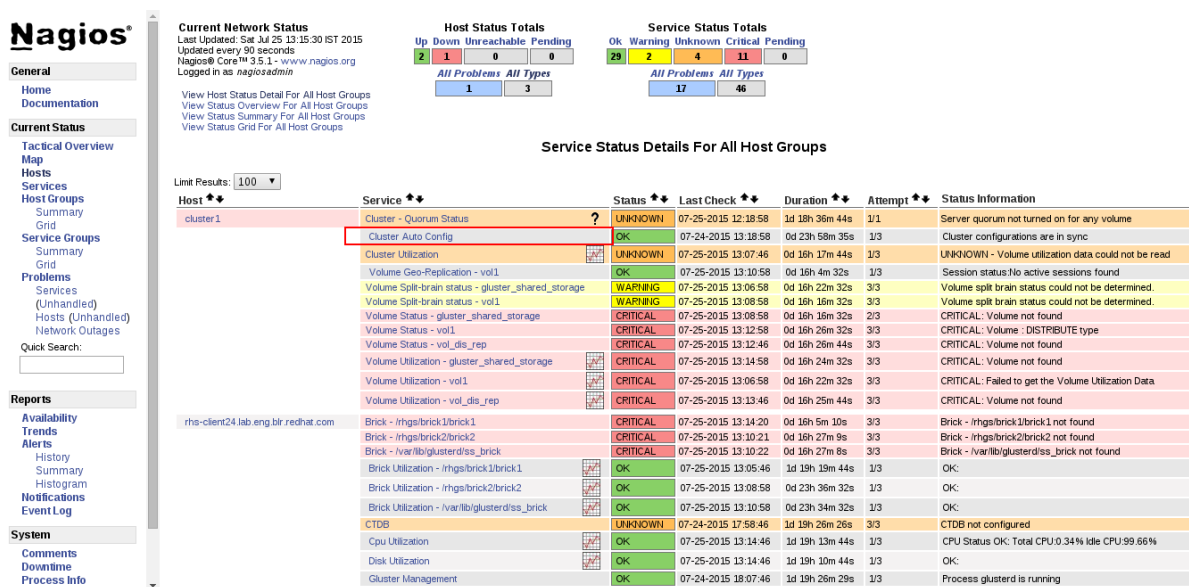 Nagios®
General
Home
Documentation
Current Status
Tactical Overview
Map
Hosts
Services
Host Groups
Summary
Grid
Service Groups
Summary
Grid
Problems
Services
(Unhandled)
Hosts (Unhandled)
Network Outages
Quick Search:
Reports
Availability
Trends
Alerts
History
Summary
Histogram
Notifications
Event Log
System
Comments
Downtime
Process Info
Current Network Status
Last Updated: Sat Jul 25 13:15:30 IST 2015
Updated every 90 seconds
Nagios® Core™ 3.5.1 - www.nagios.org
Logged in as nagiosadmin
View Host Status Detail For All Host Groups
View Status Overview For All Host Groups
View Status Summary For All Host Groups
View Status Grid For All Host Groups
Host Status Totals
Up Down Unreachable Pending
2 1 0 0
All Problems All Types
1 3
Service Status Totals
Ok Warning Unknown Critical Pending
29 2 4 11 0
All Problems All Types
17 46
Service Status Details For All Host Groups
Limit Results: 100
Host Service Status Last Check Duration Attempt Status Information
cluster1 Cluster - Quorum Status ? UNKNOWN 07-25-2015 12:18:58 1d 18h 36m 44s 1/1 Server quorum not turned on for any volume
Cluster Auto Config OK 07-24-2015 13:18:58 0d 23h 58m 35s 1/3 Cluster configurations are in sync
Cluster Utilization UNKNOWN 07-25-2015 13:07:46 0d 16h 17m 44s 1/3 UNKNOWN - Volume utilization data could not be read
Volume Geo-Replication - vol1 OK 07-25-2015 13:10:58 0d 16h 4m 32s 1/3 Session status:No active sessions found
Volume Split-brain status - gluster_shared_storage WARNING 07-25-2015 13:06:58 0d 16h 22m 32s 3/3 Volume split brain status could not be determined.
Volume Split-brain status - vol1 WARNING 07-25-2015 13:08:58 0d 16h 16m 32s 3/3 Volume split brain status could not be determined.
Volume Status - gluster_shared_storage CRITICAL 07-25-2015 13:08:58 0d 16h 16m 32s 2/3 CRITICAL: Volume not found
Volume Status - vol1 CRITICAL 07-25-2015 13:12:58 0d 16h 26m 32s 3/3 CRITICAL: Volume : DISTRIBUTE type
Volume Status - vol_dis_rep CRITICAL 07-25-2015 13:12:46 0d 16h 26m 44s 3/3 CRITICAL: Volume not found
Volume Utilization - gluster_shared_storage CRITICAL 07-25-2015 13:14:58 0d 16h 24m 32s 3/3 CRITICAL: Volume not found
Volume Utilization - vol1 CRITICAL 07-25-2015 13:06:58 0d 16h 22m 32s 3/3 CRITICAL: Failed to get the Volume Utilization Data
Volume Utilization - vol_dis_rep CRITICAL 07-25-2015 13:13:46 0d 16h 25m 44s 3/3 CRITICAL: Volume not found
rhs-client24.lab.eng.blr.redhat.com Brick - /rhgs/brick1/brick1 CRITICAL 07-25-2015 13:14:20 0d 16h 5m 10s 3/3 Brick - /rhgs/brick1/brick1 not found
Brick - /rhgs/brick2/brick2 CRITICAL 07-25-2015 13:10:21 0d 16h 27m 9s 3/3 Brick - /rhgs/brick2/brick2 not found
Brick - /var/lib/glusterd/ss_brick CRITICAL 07-25-2015 13:10:22 0d 16h 27m 8s 3/3 Brick - /var/lib/glusterd/ss_brick not found
Brick Utilization - /rhgs/brick1/brick1 OK 07-25-2015 13:05:46 1d 19h 19m 44s 1/3 OK:
Brick Utilization - /rhgs/brick2/brick2 OK 07-25-2015 13:08:58 0d 23h 36m 32s 1/3 OK:
Brick Utilization - /var/lib/glusterd/ss_brick OK 07-25-2015 13:10:58 0d 23h 34m 32s 1/3 OK:
CTDB UNKNOWN 07-24-2015 17:58:46 1d 19h 26m 26s 3/3 CTDB not configured
Cpu Utilization OK 07-25-2015 13:14:46 1d 19h 13m 44s 1/3 CPU Status OK: Total CPU:0.34% Idle CPU:99.66%
Disk Utilization OK 07-25-2015 13:14:46 1d 19h 10m 44s 1/3 OK:
Gluster Management OK 07-24-2015 18:07:46 1d 19h 26m 29s 1/3 Process glusterd is running